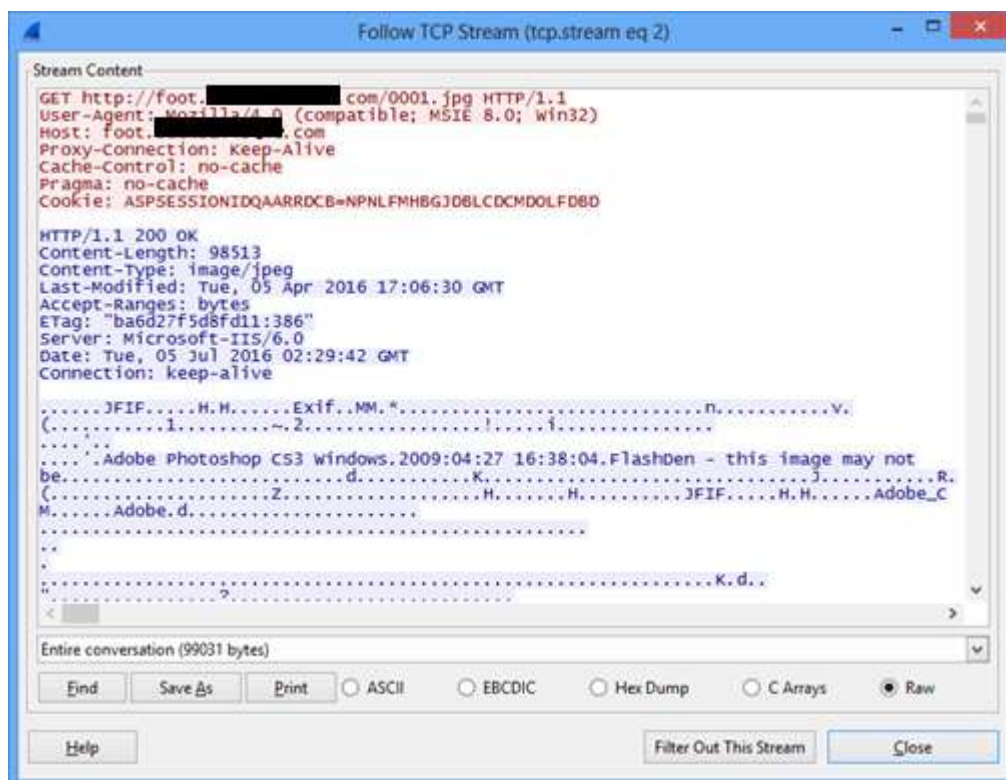 Follow TCP Stream (tcp.stream eq 2)
Stream Content
GET http://foot. com/0001.jpg HTTP/1.1
User-Agent: Mozilla/4.0 (compatible; MSIE 8.0; Win32)
Host: foot. .com
Proxy-Connection: Keep-Alive
Cache-Control: no-cache
Pragma: no-cache
Cookie: ASPSESSIONIDQAARRDCB=NPNLFMHBGJDBLCDCMDOLFDBD
HTTP/1.1 200 OK
Content-Length: 98513
Content-Type: image/jpeg
Last-Modified: Tue, 05 Apr 2016 17:06:30 GMT
Accept-Ranges: bytes
ETag: "ba6d27f5d8fd11:386"
Server: Microsoft-IIS/6.0
Date: Tue, 05 Jul 2016 02:29:42 GMT
Connection: keep-alive
......JFIF.....H.H......Exif..MM.*...............................n...........v.
(...........1.........~.2..................!.....i................
....'..
....'.Adobe Photoshop CS3 Windows.2009:04:27 16:38:04.FlashDen - this image may not
be...........................d...........K..............................J...........R.
(....................Z...................H.......H..........JFIF.....H.H......Adobe_C
M......Adobe.d......................
..........................................................
..
.
.......................................................................K.d..
".................?............................
Entire conversation (99031 bytes)
Find Save As Print ASCII EBCDIC Hex Dump C Arrays Raw
Help Filter Out This Stream Close